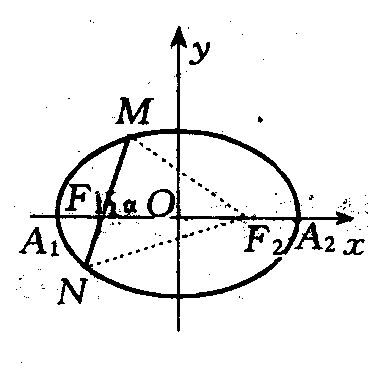 y
M
F₁ α O
A₁ F₂ A₂ x
N